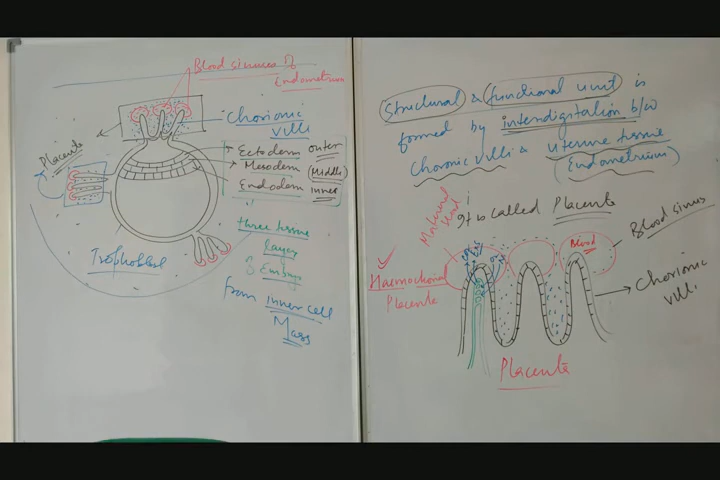 Blood sinuses of
Endometrium
Chorionic
villi
Placenta
Ectoderm outer
Mesoderm (Middle)
Endoderm inner
Trophoblast
three tissue
layers
of Embryo
from inner cell
Mass
Structural & functional unit is
formed by interdigitation b/w
Chorionic villi & uterine tissue
(Endometrium)
It is called Placenta
Maternal
Blood sinus
Blood
Haemochorial
Placenta
Chorionic
villi
Placenta